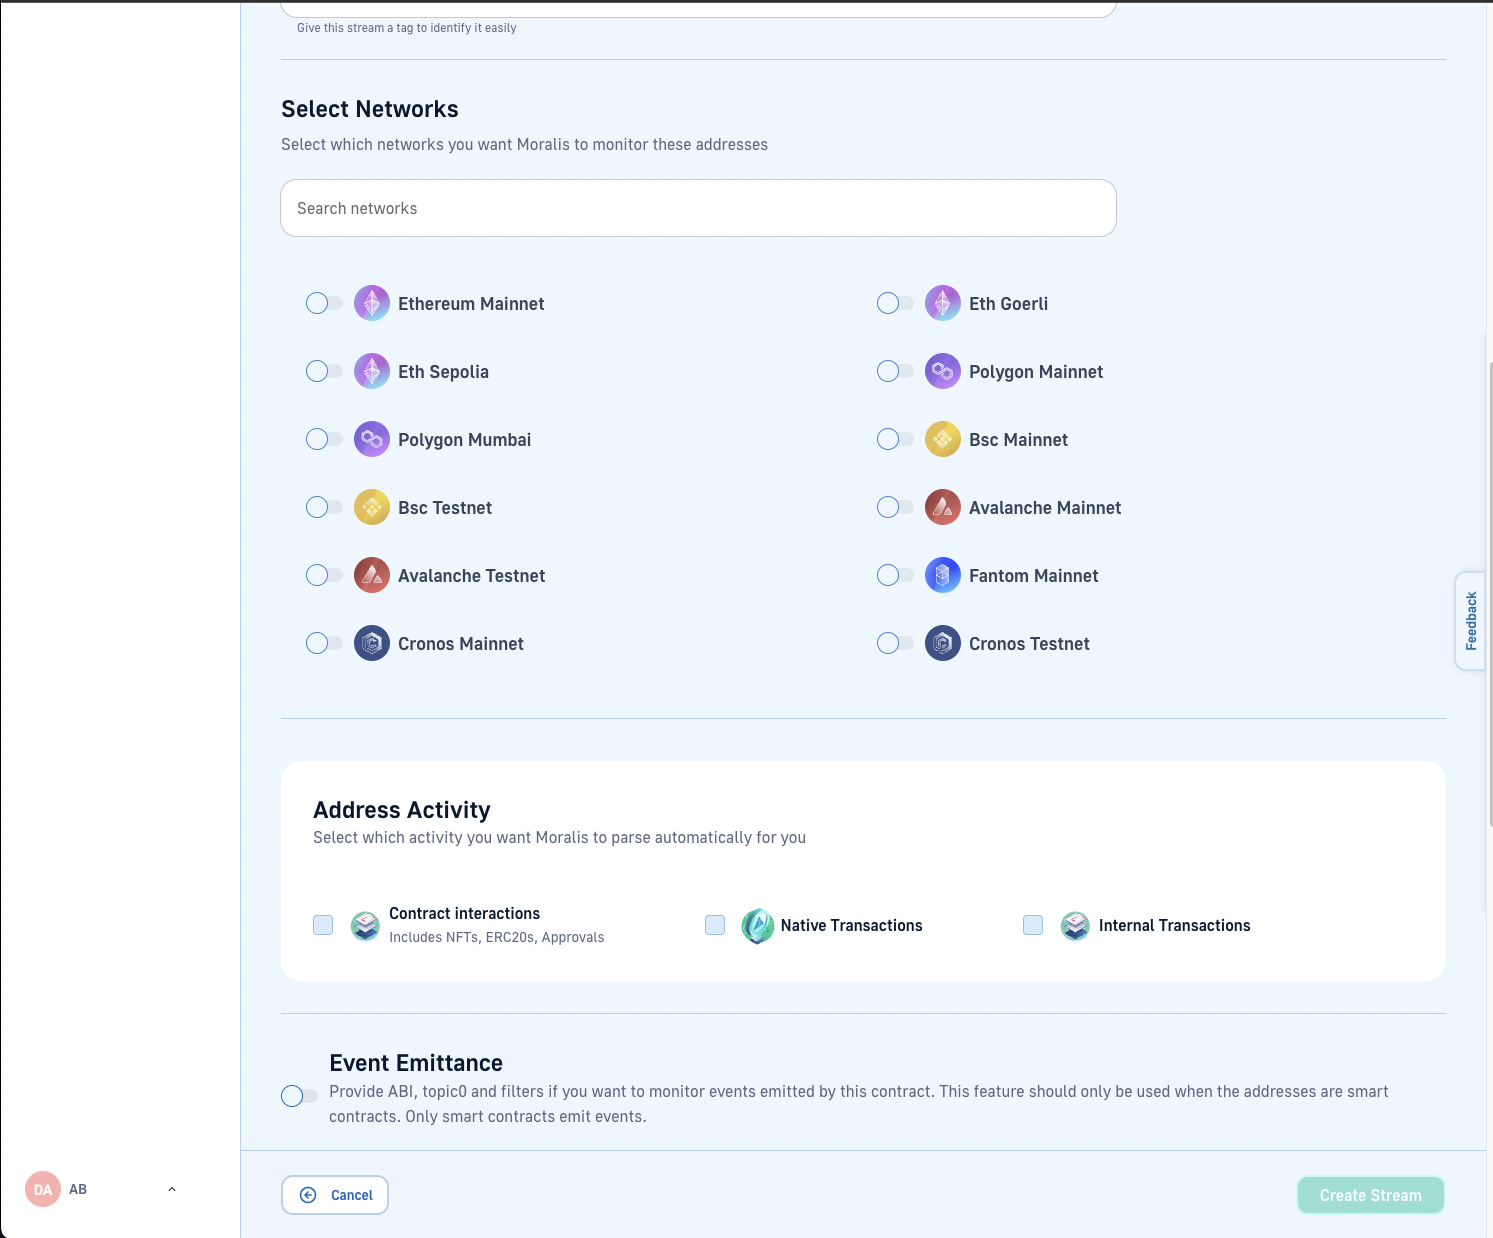 Give this stream a tag to identify it easily
Select Networks
Select which networks you want Moralis to monitor these addresses
Search networks
Ethereum Mainnet
Eth Goerli
Eth Sepolia
Polygon Mainnet
Polygon Mumbai
Bsc Mainnet
Bsc Testnet
Avalanche Mainnet
Avalanche Testnet
Fantom Mainnet
Cronos Mainnet
Cronos Testnet
Feedback
Address Activity
Select which activity you want Moralis to parse automatically for you
Contract interactions
Includes NFTs, ERC20s, Approvals
Native Transactions
Internal Transactions
Event Emittance
Provide ABI, topic0 and filters if you want to monitor events emitted by this contract. This feature should only be used when the addresses are smart
contracts. Only smart contracts emit events.
DA AB
Cancel
Create Stream